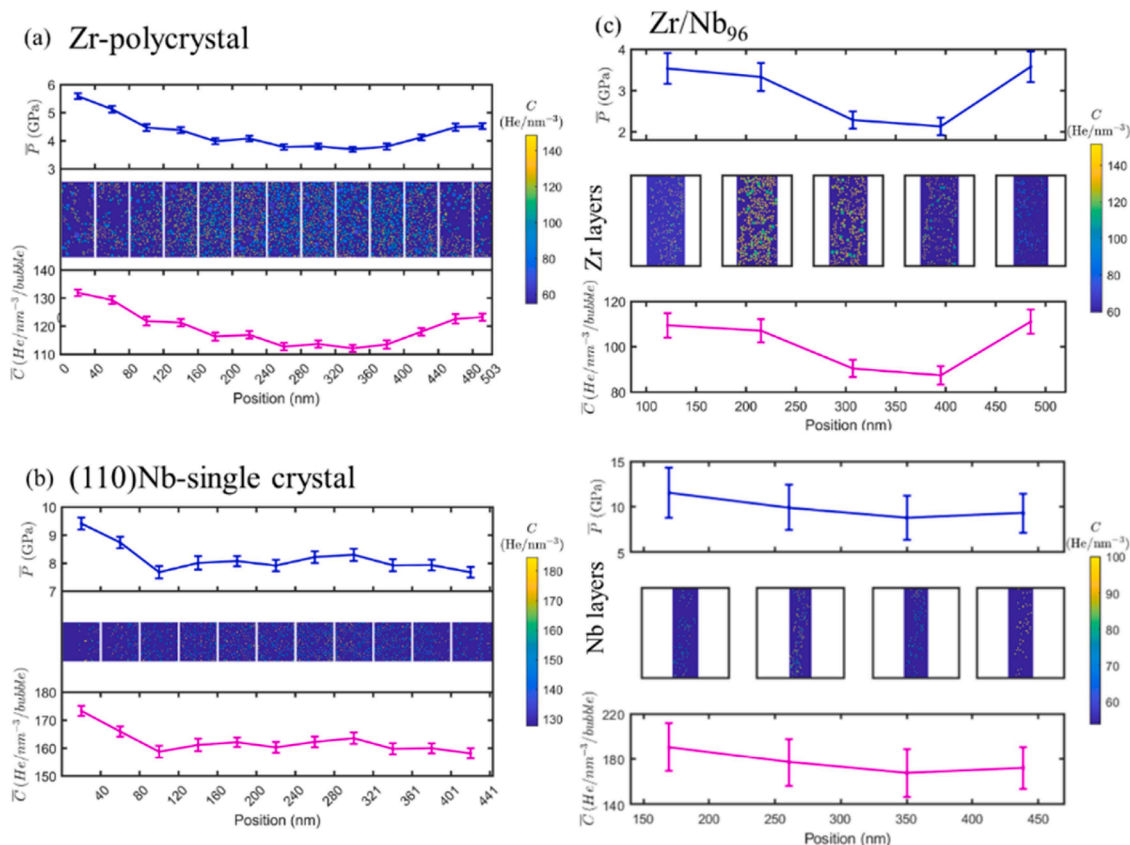 (a) Zr-polycrystal
P̅ (GPa)
6
5
4
3
C
(He/nm⁻³)
140
120
100
80
60
C̅ (He/nm⁻³/bubble)
140
130
120
110
0 40 80 120 160 200 240 280 320 360 400 440 480 503
Position (nm)
(b) (110)Nb-single crystal
P̅ (GPa)
10
9
8
7
C
(He/nm⁻³)
180
170
160
150
140
130
C̅ (He/nm⁻³/bubble)
180
170
160
150
40 80 120 160 200 240 280 321 361 401 441
Position (nm)
(c) Zr/Nb₉₆
P̅ (GPa)
4
3
2
Zr layers
C
(He/nm⁻³)
140
120
100
80
60
C̅ (He/nm⁻³/bubble)
120
100
80
100 150 200 250 300 350 400 450 500
Position (nm)
P̅ (GPa)
15
10
5
Nb layers
C
(He/nm⁻³)
100
90
80
70
60
C̅ (He/nm⁻³/bubble)
220
180
140
150 200 250 300 350 400 450
Position (nm)